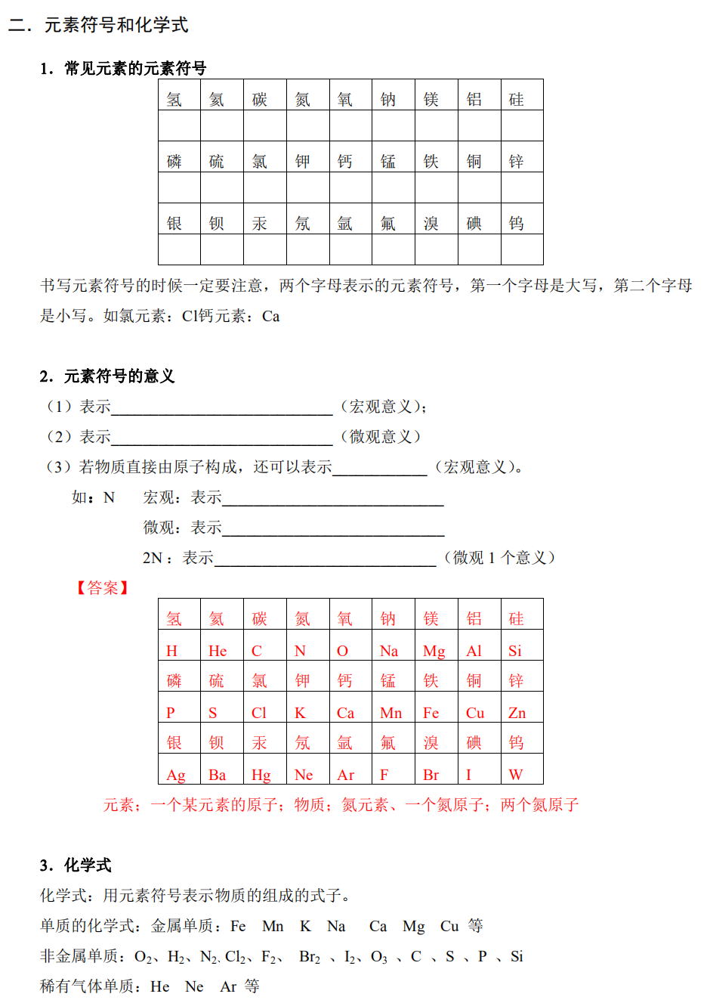 二．元素符号和化学式
1．常见元素的元素符号
氢 氦 碳 氮 氧 钠 镁 铝 硅
磷 硫 氯 钾 钙 锰 铁 铜 锌
银 钡 汞 氖 氩 氟 溴 碘 钨
书写元素符号的时候一定要注意，两个字母表示的元素符号，第一个字母是大写，第二个字母
是小写。如氯元素：Cl钙元素：Ca
2．元素符号的意义
（1）表示____________________________（宏观意义）；
（2）表示____________________________（微观意义）
（3）若物质直接由原子构成，还可以表示____________（宏观意义）。
如：N 宏观：表示____________________________
微观：表示____________________________
2N：表示____________________________（微观 1 个意义）
【答案】
氢 氦 碳 氮 氧 钠 镁 铝 硅
H He C N O Na Mg Al Si
磷 硫 氯 钾 钙 锰 铁 铜 锌
P S Cl K Ca Mn Fe Cu Zn
银 钡 汞 氖 氩 氟 溴 碘 钨
Ag Ba Hg Ne Ar F Br I W
元素；一个某元素的原子；物质；氮元素、一个氮原子；两个氮原子
3．化学式
化学式：用元素符号表示物质的组成的式子。
单质的化学式：金属单质：Fe Mn K Na Ca Mg Cu 等
非金属单质：O₂、H₂、N₂、Cl₂、F₂、 Br₂ 、I₂、O₃ 、C 、S 、P 、Si
稀有气体单质：He Ne Ar 等